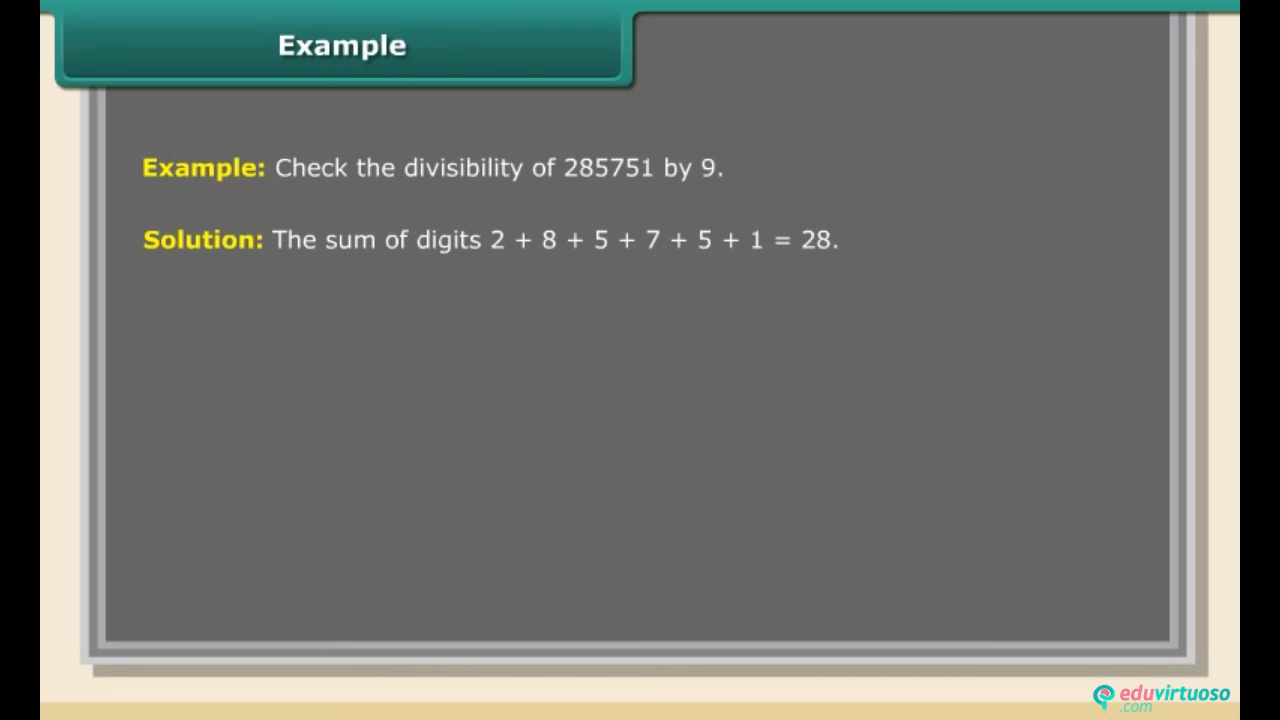 Example
Example: Check the divisibility of 285751 by 9.
Solution: The sum of digits 2 + 8 + 5 + 7 + 5 + 1 = 28.
eduvirtuoso
.com